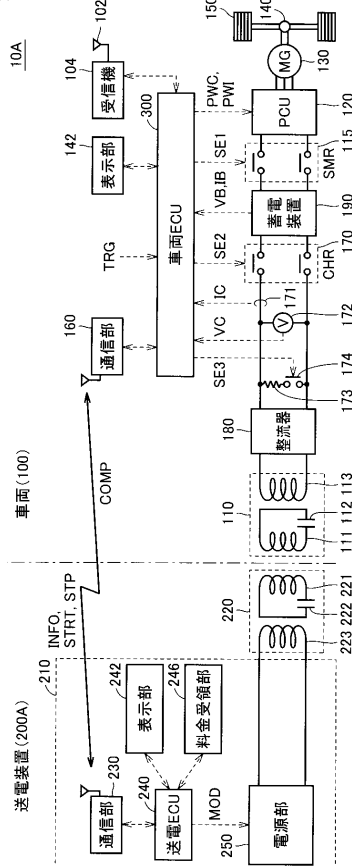 10A
送電装置(200A)
車両(100)
210
INFO,
STRT, STP
COMP
通信部
230
表示部
242
料金受領部
246
送電ECU
240
MOD
電源部
250
220
223
222
221
110
111
112
113
通信部
160
TRG
表示部
142
受信機
104
102
車両ECU
300
PWC,
PWI
SE1
VB,IB
SE2
IC
VC
SE3
整流器
180
173
174
172
V
171
CHR
170
蓄電
装置
190
SMR
115
PCU
120
MG
130
140
150